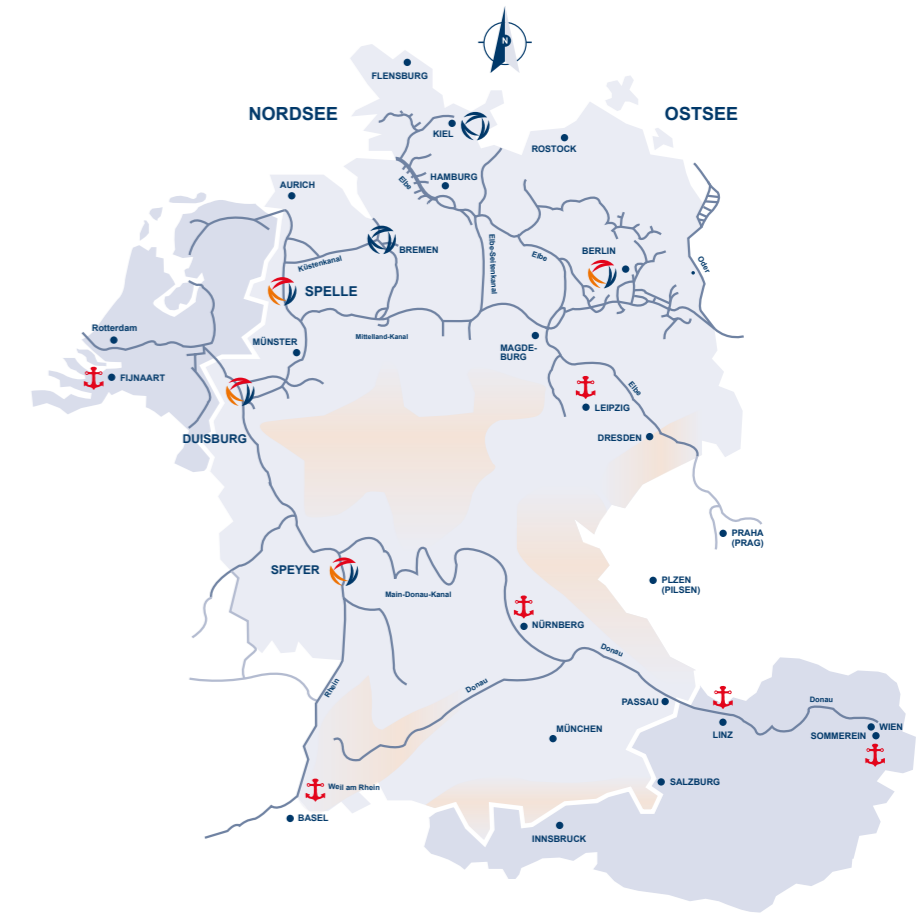 N
FLENSBURG
NORDSEE
OSTSEE
KIEL
ROSTOCK
HAMBURG
Elbe
AURICH
BREMEN
Küstenkanal
Elbe-Seitenkanal
Elbe
BERLIN
Oder
SPELLE
Rotterdam
MÜNSTER
Mittelland-Kanal
MAGDE-
BURG
FIJNAART
Elbe
LEIPZIG
DUISBURG
DRESDEN
PRAHA
(PRAG)
SPEYER
PLZEN
(PILSEN)
Main-Donau-Kanal
NÜRNBERG
Donau
Rhein
Donau
PASSAU
Donau
WIEN
LINZ
SOMMEREIN
MÜNCHEN
SALZBURG
Weil am Rhein
BASEL
INNSBRUCK